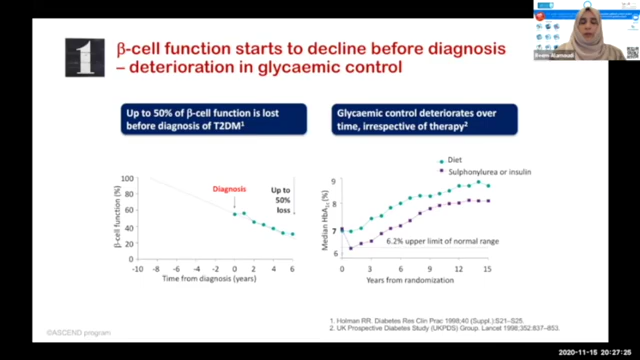 1
β-cell function starts to decline before diagnosis
– deterioration in glycaemic control
Up to 50% of β-cell function is lost
before diagnosis of T2DM¹
Glycaemic control deteriorates over
time, irrespective of therapy²
β-cell function (%)
100
80
60
40
20
0
Diagnosis
Up to
50%
loss
-10
-8
-6
-4
-2
0
2
4
6
Time from diagnosis (years)
Diet
Sulphonylurea or insulin
Median HbA1c (%)
9
8
7
6
6.2% upper limit of normal range
0
3
6
9
12
15
Years from randomization
1. Holman RR. Diabetes Res Clin Prac 1998;40 (Suppl.):S21–S25.
2. UK Prospective Diabetes Study (UKPDS) Group. Lancet 1998;352:837–853.
©ASCEND program
2020-11-15 20:27:25